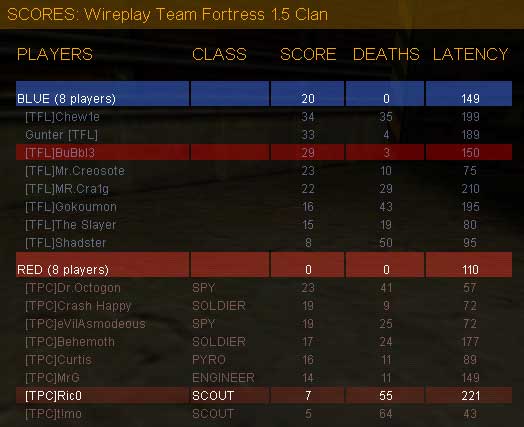 SCORES: Wireplay Team Fortress 1.5 Clan
PLAYERS CLASS SCORE DEATHS LATENCY
BLUE (8 players) 20 0 149
[TFL]Chew1e 34 35 199
Gunter [TFL] 33 4 189
[TFL]BuBbl3 29 3 150
[TFL]Mr.Creosote 23 10 75
[TFL]MR.Cra1g 22 29 210
[TFL]Gokoumon 16 43 195
[TFL]The Slayer 15 19 80
[TFL]Shadster 8 50 95
RED (8 players) 0 0 110
[TPC]Dr.Octogon SPY 23 41 57
[TPC]Crash Happy SOLDIER 19 9 72
[TPC]eVilAsmodeous SPY 19 25 72
[TPC]Behemoth SOLDIER 17 24 177
[TPC]Curtis PYRO 16 11 89
[TPC]MrG ENGINEER 14 11 149
[TPC]Ric0 SCOUT 7 55 221
[TPC]t!mo SCOUT 5 64 43